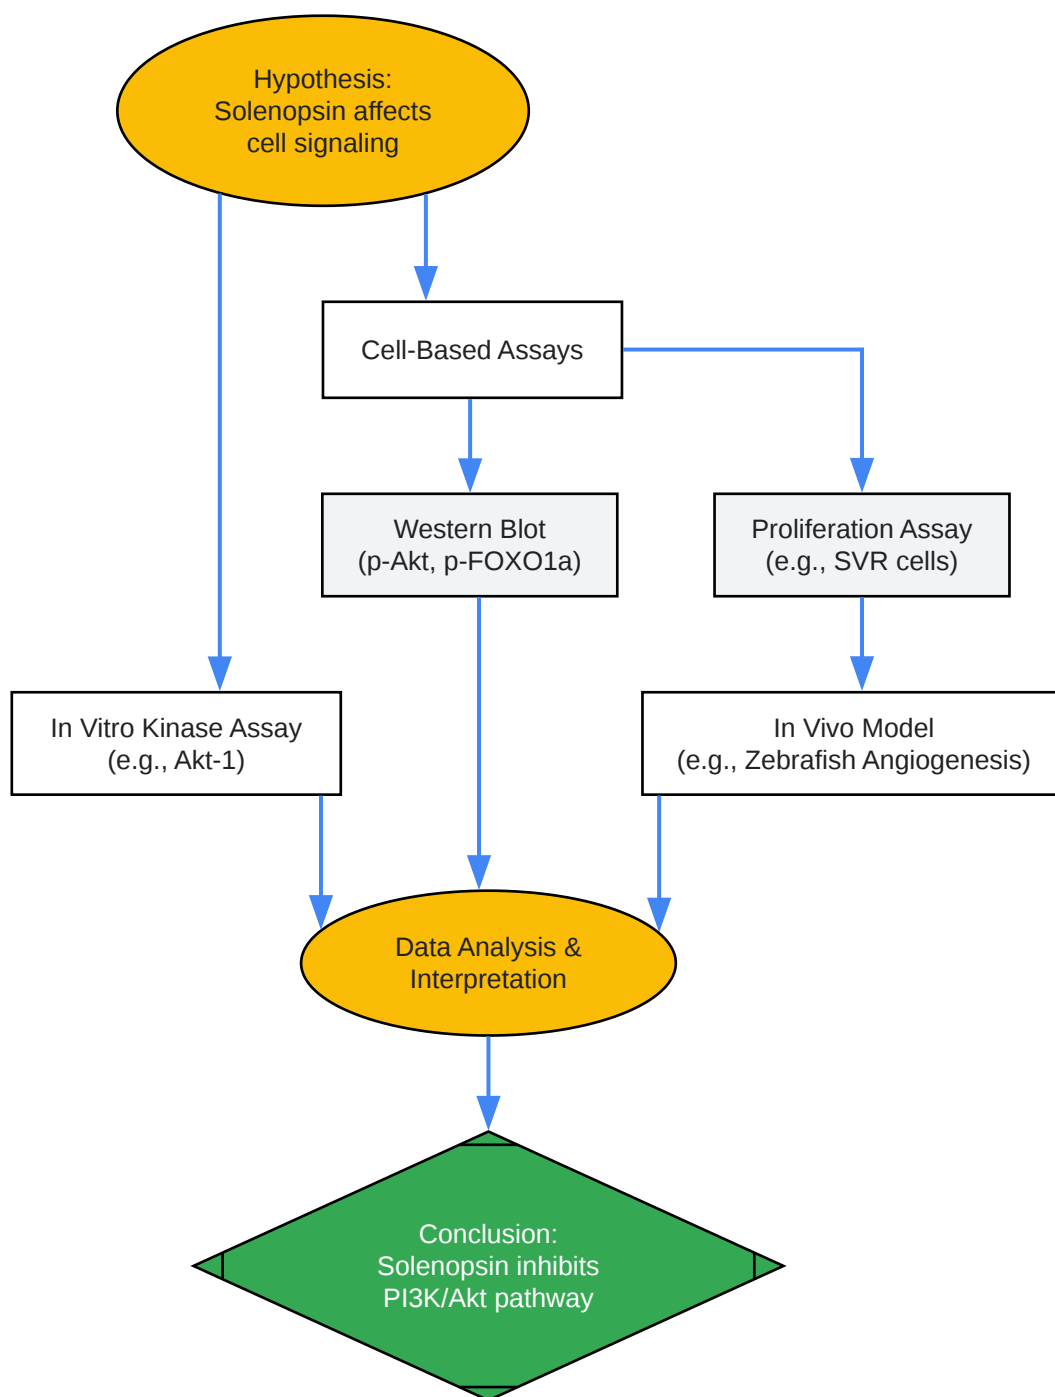 Hypothesis:
Solenopsin affects
cell signaling
Cell-Based Assays
Western Blot
(p-Akt, p-FOXO1a)
Proliferation Assay
(e.g., SVR cells)
In Vitro Kinase Assay
(e.g., Akt-1)
In Vivo Model
(e.g., Zebrafish Angiogenesis)
Data Analysis &
Interpretation
Conclusion:
Solenopsin inhibits
PI3K/Akt pathway